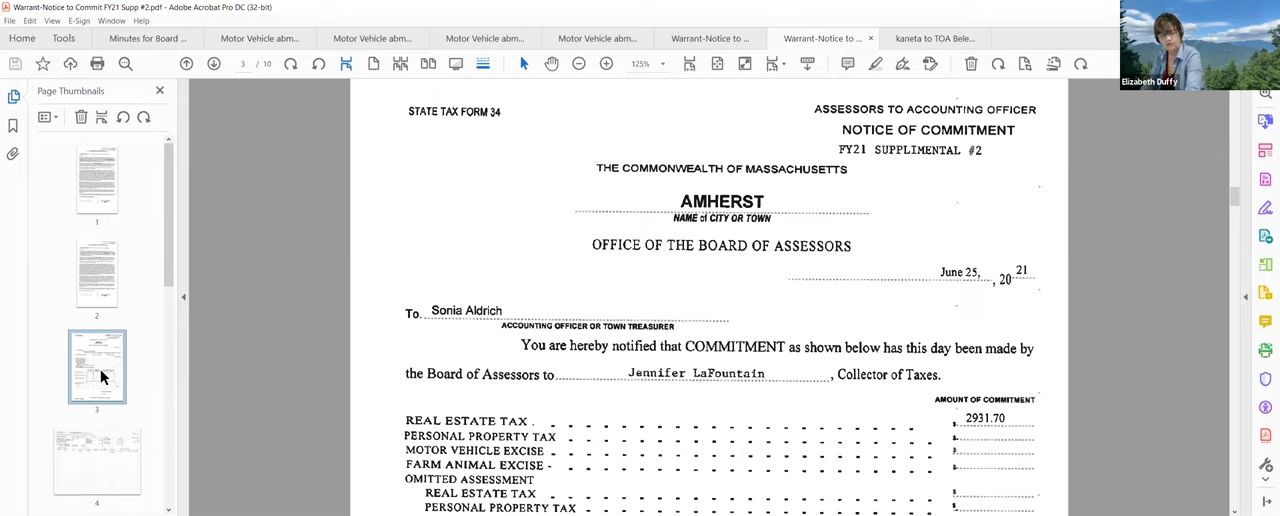 Warrant-Notice to Commit FY21 Supp #2.pdf - Adobe Acrobat Pro DC (32-bit)
File Edit View E-Sign Window Help
Home Tools Minutes for Board ... Motor Vehicle abm... Motor Vehicle abm... Motor Vehicle abm... Motor Vehicle abm... Warrant-Notice to ... Warrant-Notice to ... × kaneta to TOA Bele...
3 / 10 125%
Elizabeth Duffy
Page Thumbnails
1
2
3
4
STATE TAX FORM 34
ASSESSORS TO ACCOUNTING OFFICER
NOTICE OF COMMITMENT
FY21 SUPPLIMENTAL #2
THE COMMONWEALTH OF MASSACHUSETTS
AMHERST
NAME of CITY OR TOWN
OFFICE OF THE BOARD OF ASSESSORS
June 25, , 20 21
To Sonia Aldrich
ACCOUNTING OFFICER OR TOWN TREASURER
You are hereby notified that COMMITMENT as shown below has this day been made by
the Board of Assessors to Jennifer LaFountain , Collector of Taxes.
AMOUNT OF COMMITMENT
REAL ESTATE TAX . $ 2931.70
PERSONAL PROPERTY TAX $
MOTOR VEHICLE EXCISE $
FARM ANIMAL EXCISE - $
OMITTED ASSESSMENT
REAL ESTATE TAX $
PERSONAL PROPERTY TAX $